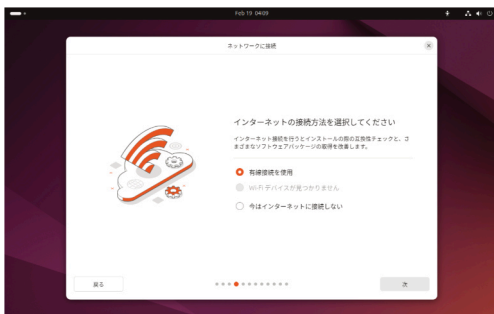 Feb 19 04:09
ネットワークに接続
インターネットの接続方法を選択してください
インターネット接続を行うとインストールの際の互換性チェックと、さ
まざまなソフトウェアパッケージの取得を改善します。
有線接続を使用
Wi-Fi デバイスが見つかりません
今はインターネットに接続しない
戻る
次